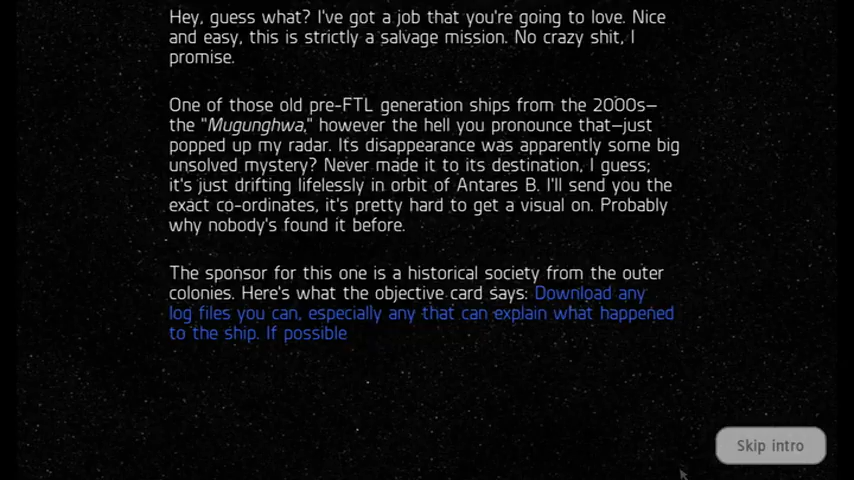 Hey, guess what? I've got a job that you're going to love. Nice
and easy, this is strictly a salvage mission. No crazy shit, I
promise.
One of those old pre-FTL generation ships from the 2000s—
the "Mugunghwa," however the hell you pronounce that—just
popped up my radar. Its disappearance was apparently some big
unsolved mystery? Never made it to its destination, I guess;
it's just drifting lifelessly in orbit of Antares B. I'll send you the
exact co-ordinates, it's pretty hard to get a visual on. Probably
why nobody's found it before.
The sponsor for this one is a historical society from the outer
colonies. Here's what the objective card says: Download any
log files you can, especially any that can explain what happened
to the ship. If possible
Skip intro